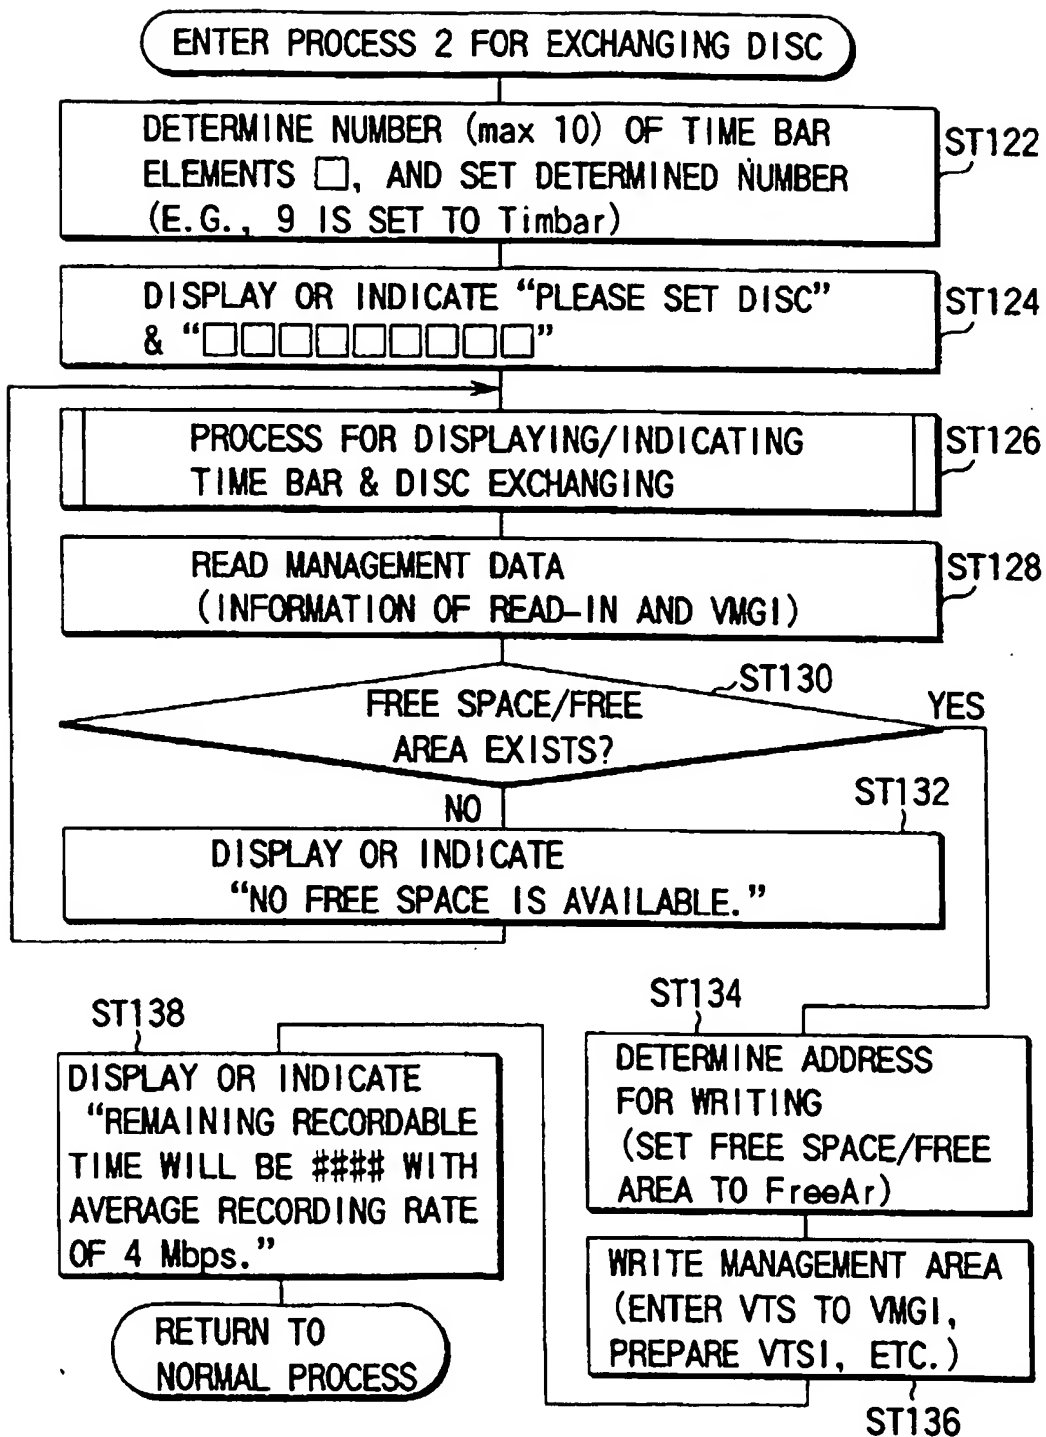 ENTER PROCESS 2 FOR EXCHANGING DISC
DETERMINE NUMBER (max 10) OF TIME BAR
ELEMENTS □, AND SET DETERMINED NUMBER
(E.G., 9 IS SET TO Timbar)
ST122
DISPLAY OR INDICATE “PLEASE SET DISC”
& “□□□□□□□□□”
ST124
PROCESS FOR DISPLAYING/INDICATING
TIME BAR & DISC EXCHANGING
ST126
READ MANAGEMENT DATA
(INFORMATION OF READ-IN AND VMGI)
ST128
ST130
FREE SPACE/FREE
AREA EXISTS?
YES
NO
ST132
DISPLAY OR INDICATE
“NO FREE SPACE IS AVAILABLE.”
ST134
DETERMINE ADDRESS
FOR WRITING
(SET FREE SPACE/FREE
AREA TO FreeAr)
WRITE MANAGEMENT AREA
(ENTER VTS TO VMGI,
PREPARE VTSI, ETC.)
ST136
ST138
DISPLAY OR INDICATE
“REMAINING RECORDABLE
TIME WILL BE #### WITH
AVERAGE RECORDING RATE
OF 4 Mbps.”
RETURN TO
NORMAL PROCESS